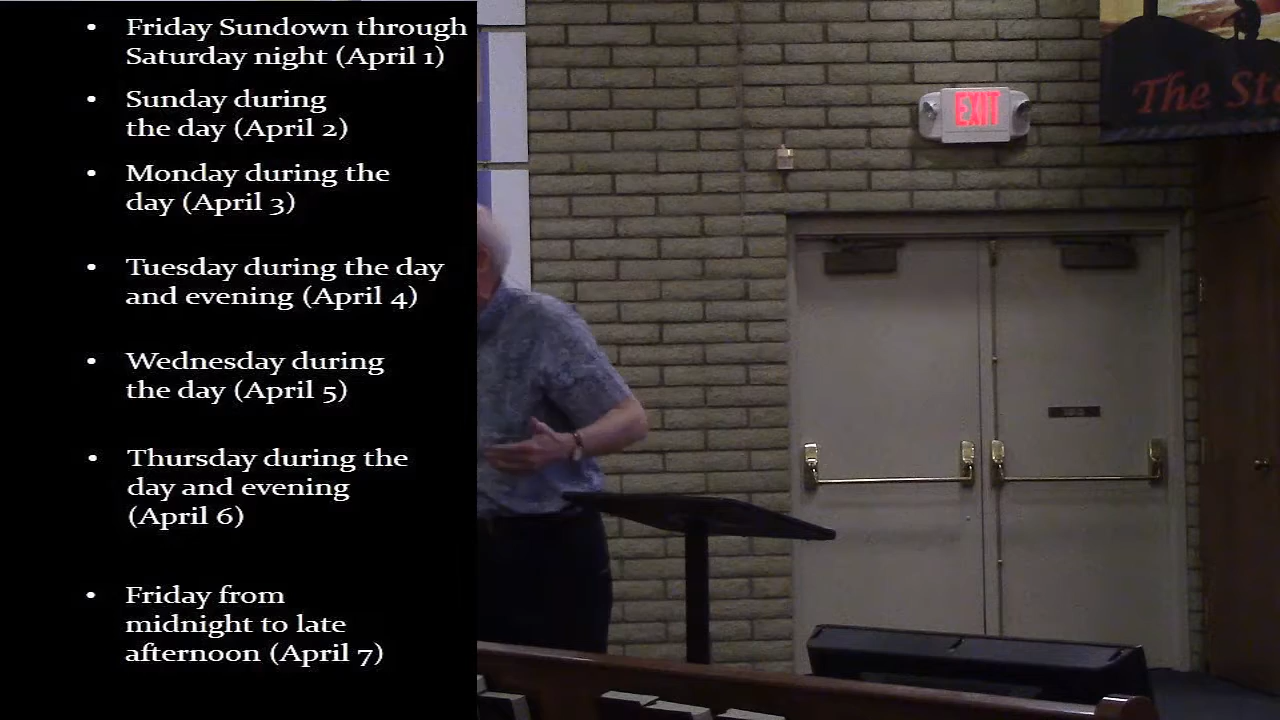 • Friday Sundown through
Saturday night (April 1)
• Sunday during
the day (April 2)
• Monday during the
day (April 3)
• Tuesday during the day
and evening (April 4)
• Wednesday during
the day (April 5)
• Thursday during the
day and evening
(April 6)
• Friday from
midnight to late
afternoon (April 7)
EXIT
The